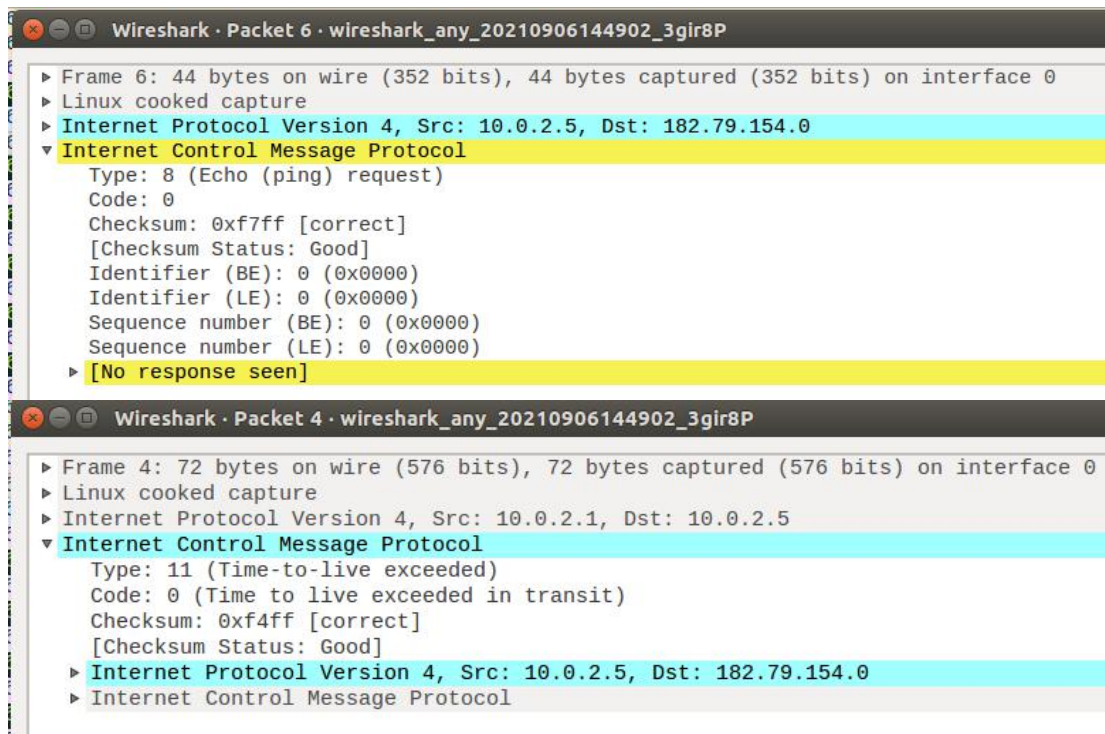 Wireshark · Packet 6 · wireshark_any_20210906144902_3gir8P
Frame 6: 44 bytes on wire (352 bits), 44 bytes captured (352 bits) on interface 0
Linux cooked capture
Internet Protocol Version 4, Src: 10.0.2.5, Dst: 182.79.154.0
Internet Control Message Protocol
Type: 8 (Echo (ping) request)
Code: 0
Checksum: 0xf7ff [correct]
[Checksum Status: Good]
Identifier (BE): 0 (0x0000)
Identifier (LE): 0 (0x0000)
Sequence number (BE): 0 (0x0000)
Sequence number (LE): 0 (0x0000)
[No response seen]
Wireshark · Packet 4 · wireshark_any_20210906144902_3gir8P
Frame 4: 72 bytes on wire (576 bits), 72 bytes captured (576 bits) on interface 0
Linux cooked capture
Internet Protocol Version 4, Src: 10.0.2.1, Dst: 10.0.2.5
Internet Control Message Protocol
Type: 11 (Time-to-live exceeded)
Code: 0 (Time to live exceeded in transit)
Checksum: 0xf4ff [correct]
[Checksum Status: Good]
Internet Protocol Version 4, Src: 10.0.2.5, Dst: 182.79.154.0
Internet Control Message Protocol